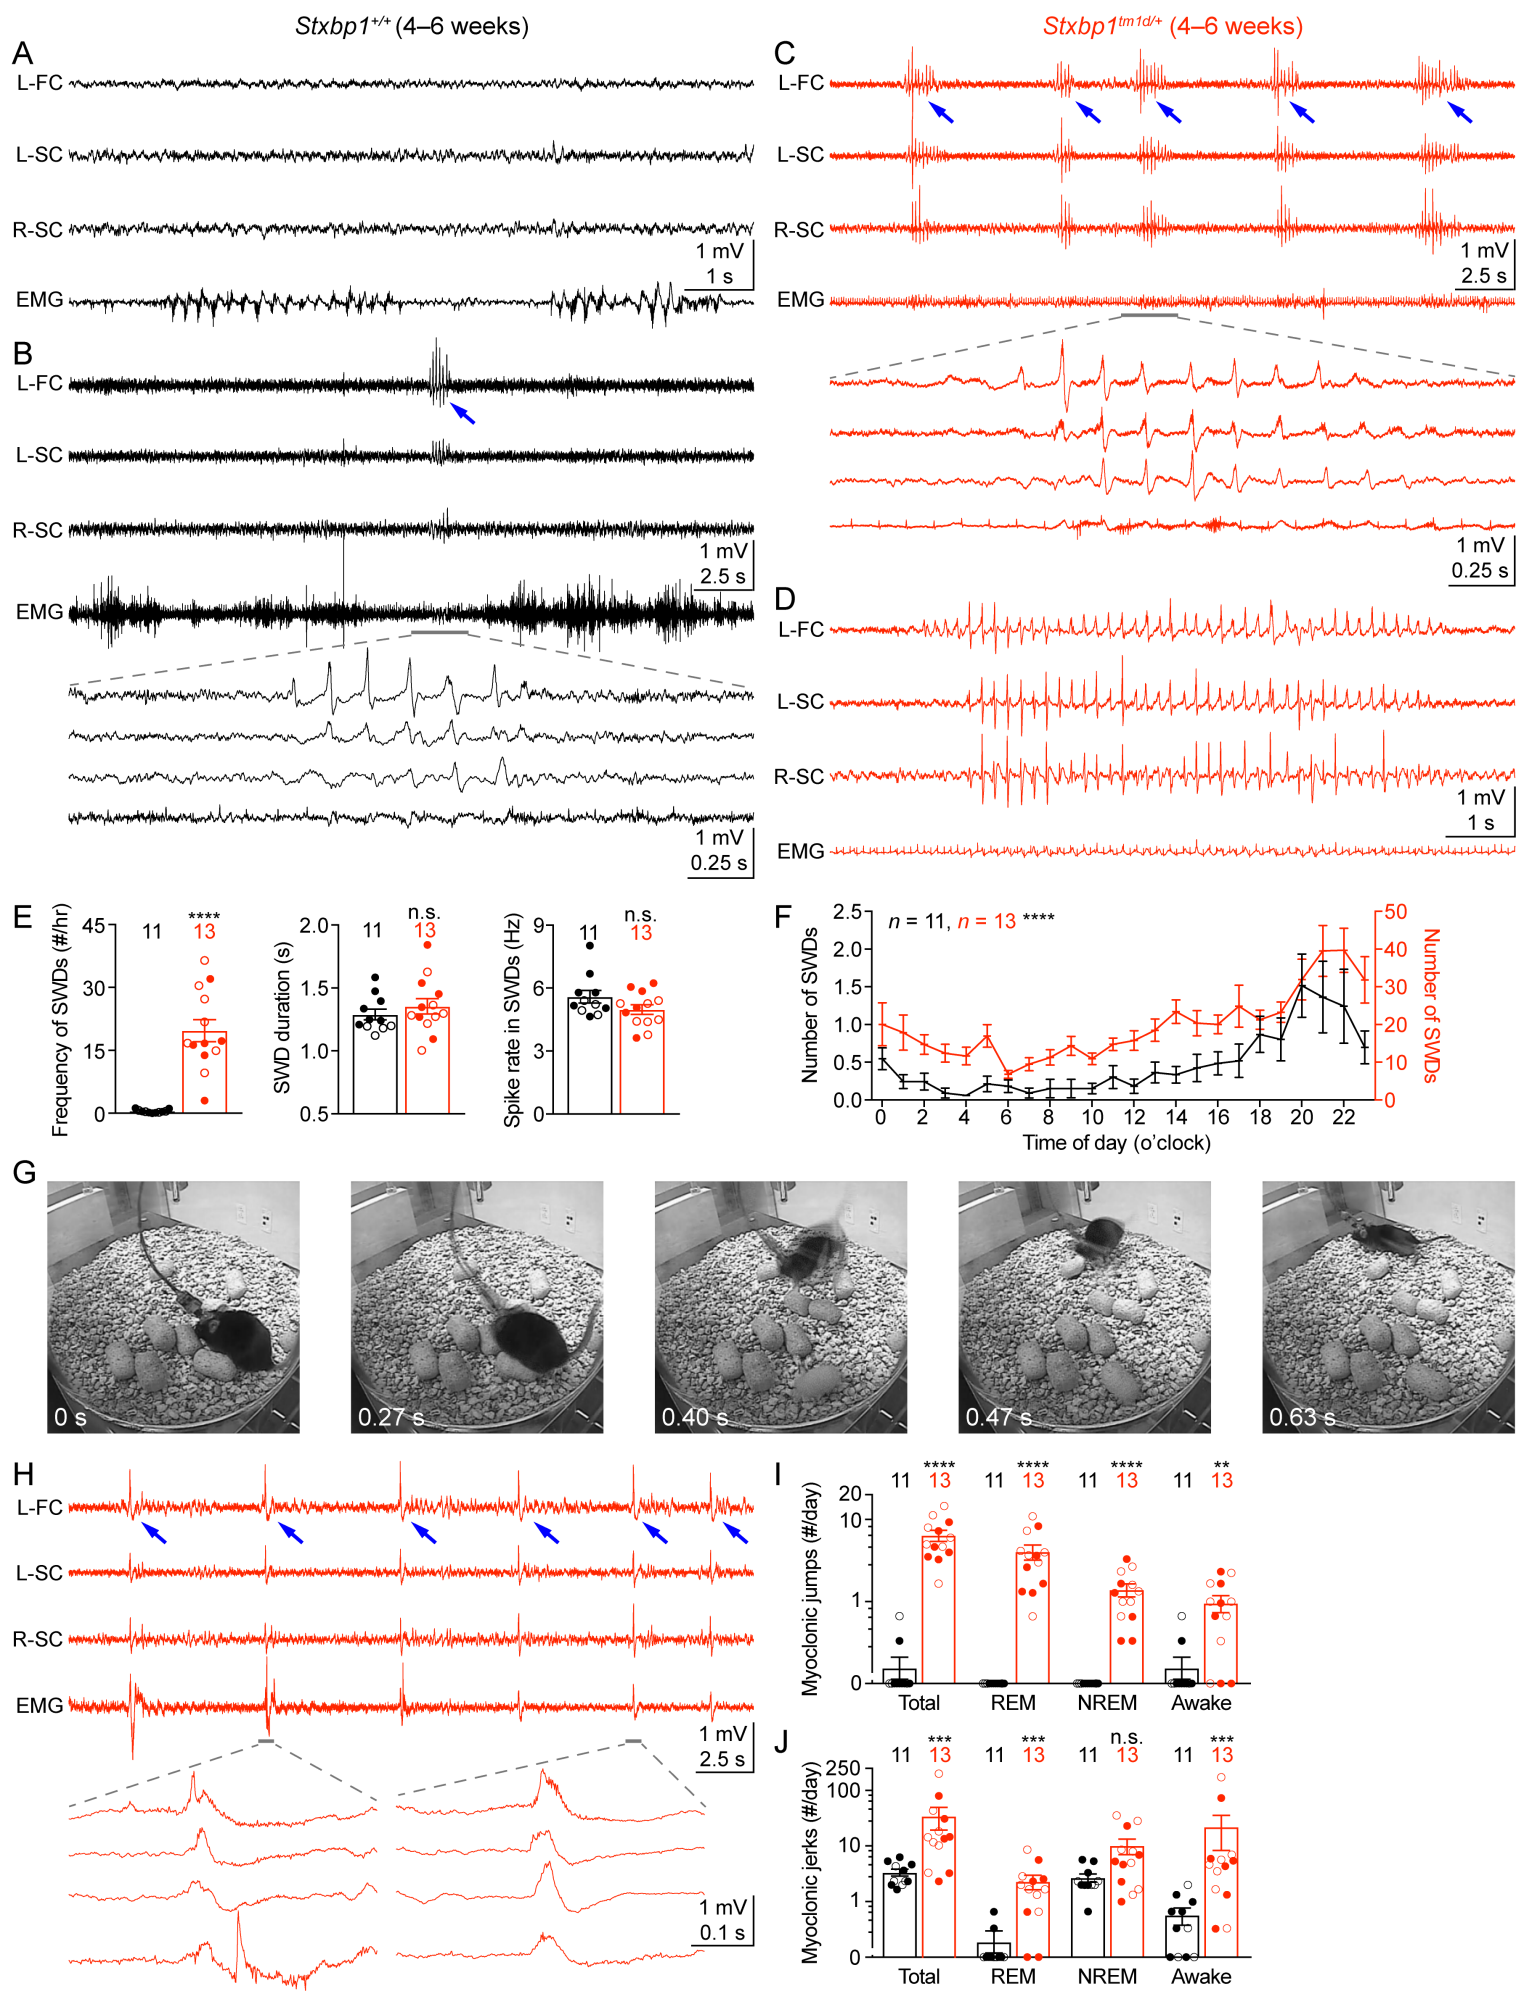 Stxbp1+/+ (4–6 weeks)
A
L-FC
L-SC
R-SC
1 mV
1 s
EMG
B
L-FC
L-SC
R-SC
1 mV
2.5 s
EMG
1 mV
0.25 s
Stxbp1tm1d/+ (4–6 weeks)
C
L-FC
L-SC
R-SC
1 mV
2.5 s
EMG
1 mV
0.25 s
D
L-FC
L-SC
R-SC
1 mV
1 s
EMG
E
Frequency of SWDs (#/hr)
45
30
15
0
11
****
13
SWD duration (s)
2.0
1.5
1.0
0.5
11
n.s.
13
Spike rate in SWDs (Hz)
9
6
3
0
11
n.s.
13
F
Number of SWDs
2.5
2.0
1.5
1.0
0.5
0.0
n = 11, n = 13 ****
50
40
30
20
10
0
Number of SWDs
0 2 4 6 8 10 12 14 16 18 20 22
Time of day (o’clock)
G
0 s
0.27 s
0.40 s
0.47 s
0.63 s
H
L-FC
L-SC
R-SC
EMG
1 mV
2.5 s
1 mV
0.1 s
I
Myoclonic jumps (#/day)
20
10
1
0
**** **** **** **
11 13 11 13 11 13 11 13
Total REM NREM Awake
J
Myoclonic jerks (#/day)
250
100
10
1
0
*** *** n.s. ***
11 13 11 13 11 13 11 13
Total REM NREM Awake